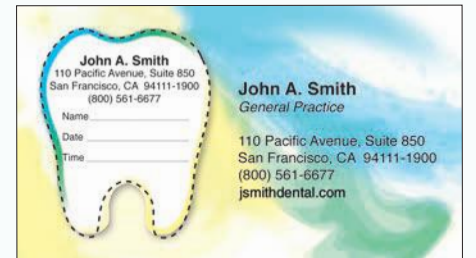 John A. Smith
110 Pacific Avenue, Suite 850
San Francisco, CA 94111-1900
(800) 561-6677
Name
Date
Time
John A. Smith
General Practice
110 Pacific Avenue, Suite 850
San Francisco, CA 94111-1900
(800) 561-6677
jsmithdental.com